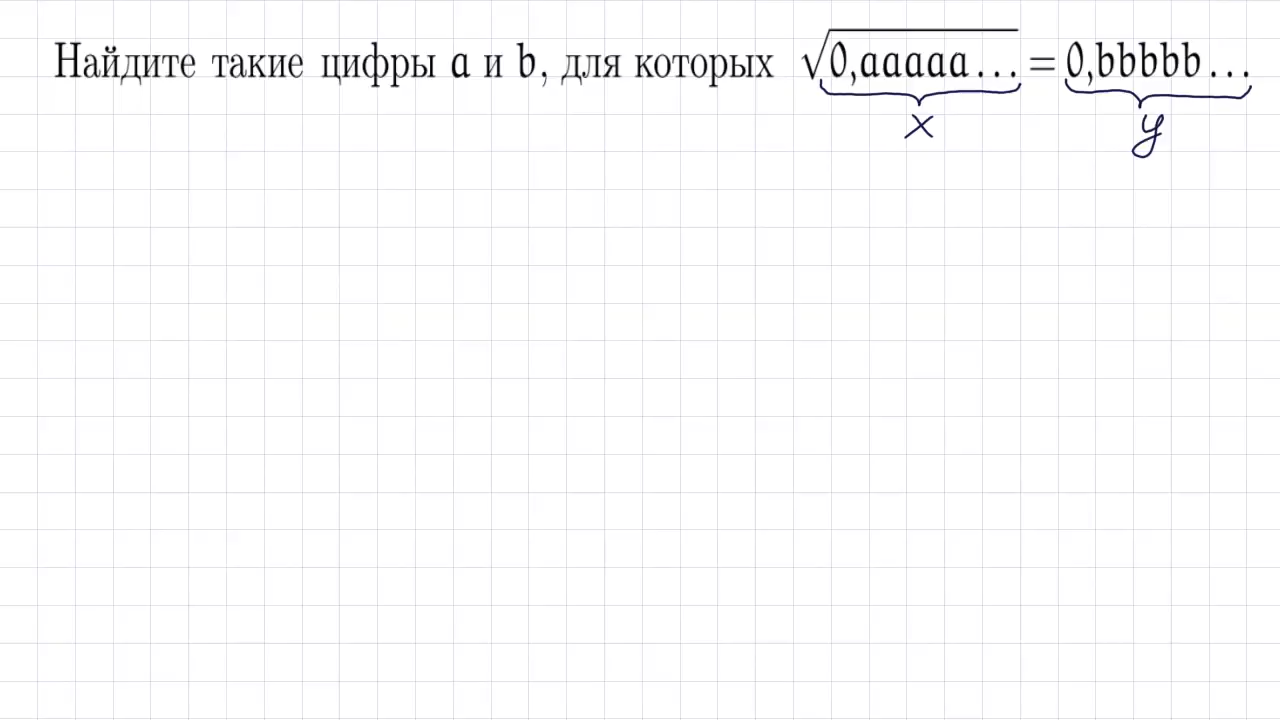 Найдите такие цифры a и b, для которых √0,aaaaa... = 0,bbbbb...
x y